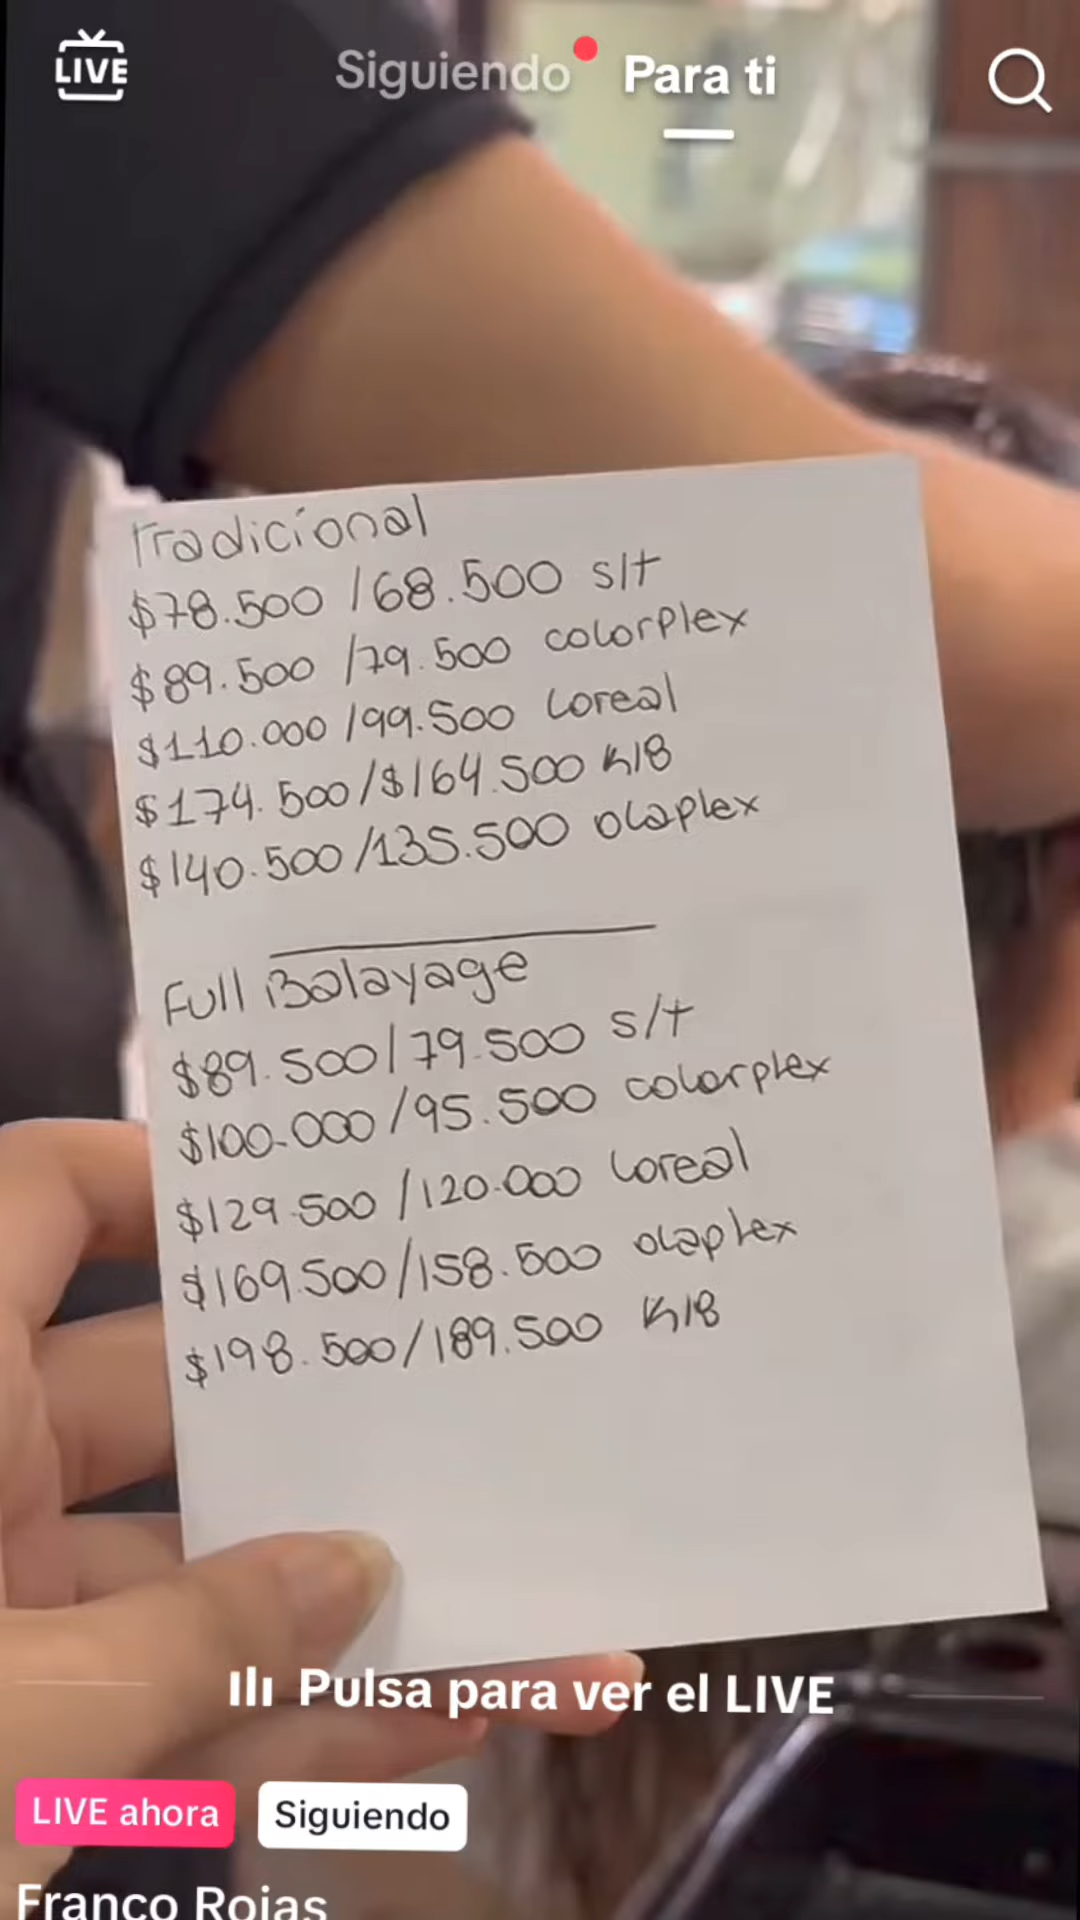 LIVE
Siguiendo Para ti
Tradicional
$78.500 /68.500 s/t
$89.500 /79.500 colorplex
$110.000 /99.500 Loreal
$174.500/$164.500 K18
$140.500/135.500 olaplex
Full Balayage
$89.500/79.500 s/t
$100.000/95.500 colorplex
$129.500/120.000 Loreal
$169.500/158.500 olaplex
$198.500/189.500 K18
Pulsa para ver el LIVE
LIVE ahora Siguiendo
Franco Rojas